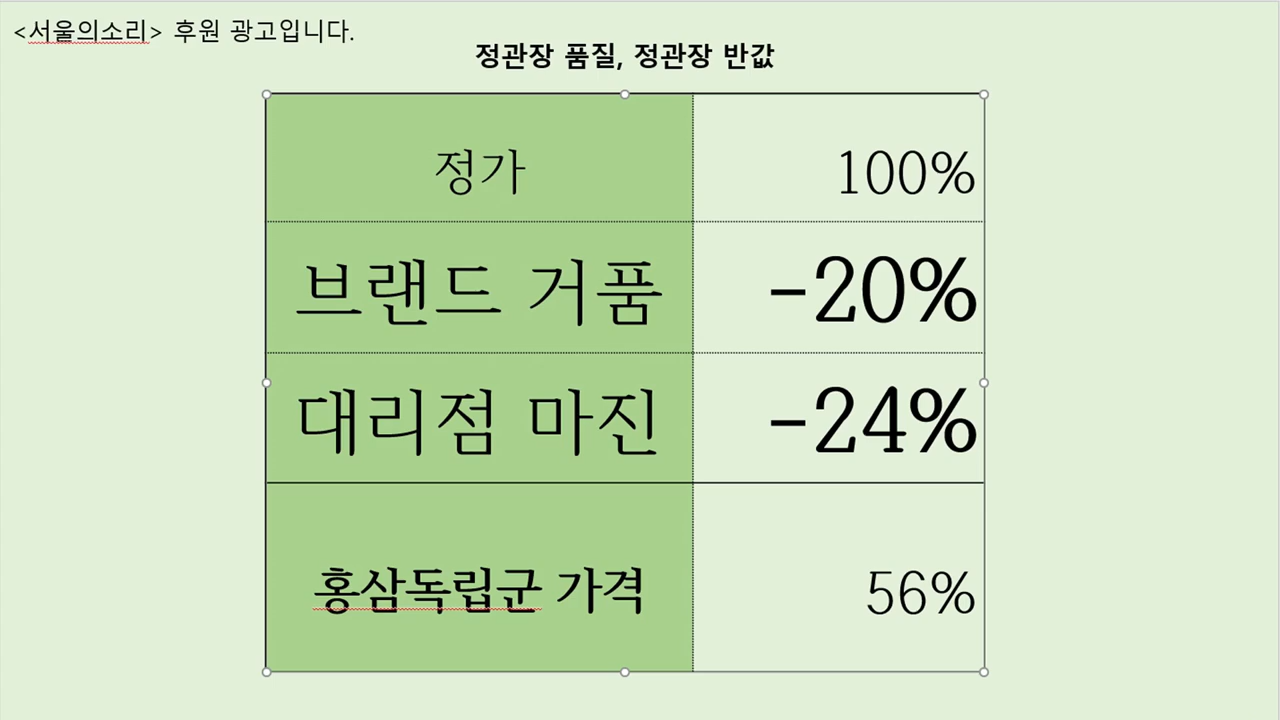 <서울의소리> 후원 광고입니다.
정관장 품질, 정관장 반값
정가 100%
브랜드 거품 -20%
대리점 마진 -24%
홍삼독립군 가격 56%